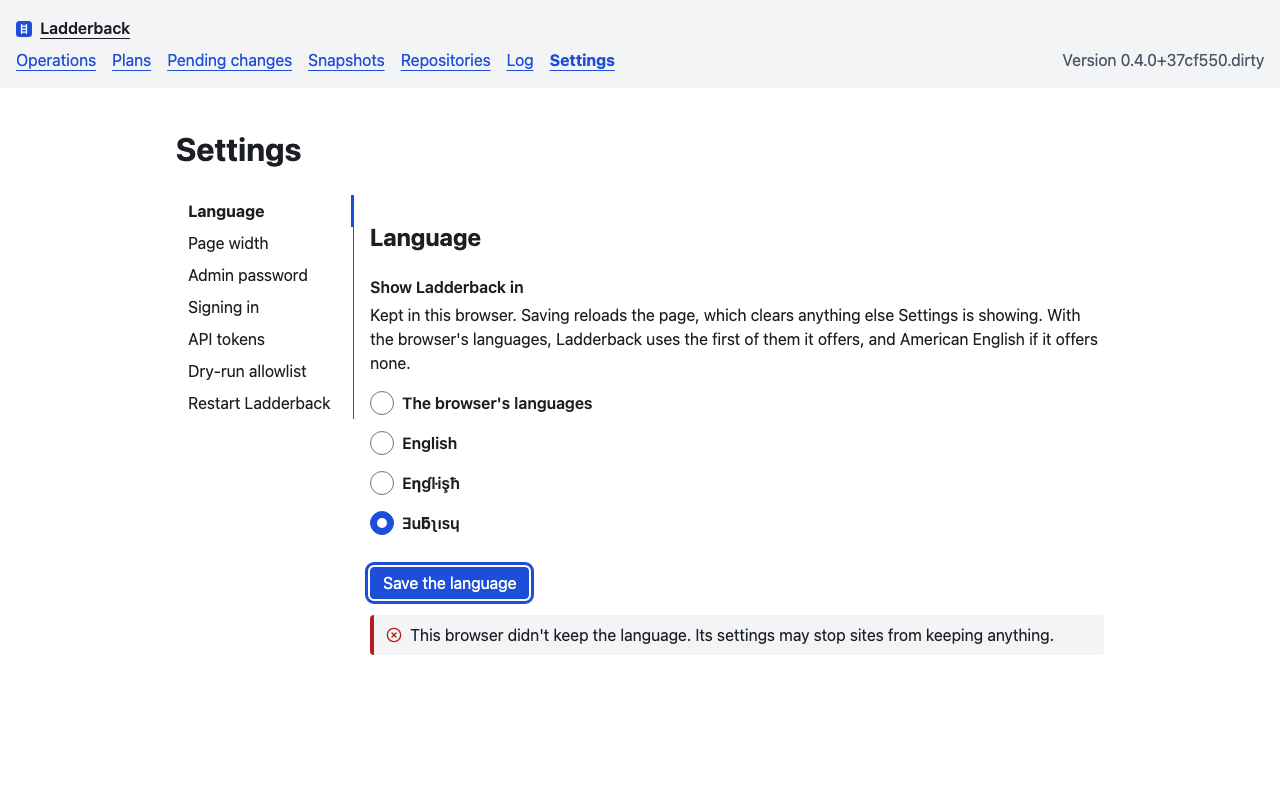 Ladderback
Operations Plans Pending changes Snapshots Repositories Log Settings Version 0.4.0+37cf550.dirty
Settings
Language
Page width
Admin password
Signing in
API tokens
Dry-run allowlist
Restart Ladderback
Language
Show Ladderback in
Kept in this browser. Saving reloads the page, which clears anything else Settings is showing. With
the browser's languages, Ladderback uses the first of them it offers, and American English if it offers
none.
The browser's languages
English
Eƞɠŀişħ
Ǝuƃʅısɥ
Save the language
This browser didn't keep the language. Its settings may stop sites from keeping anything.